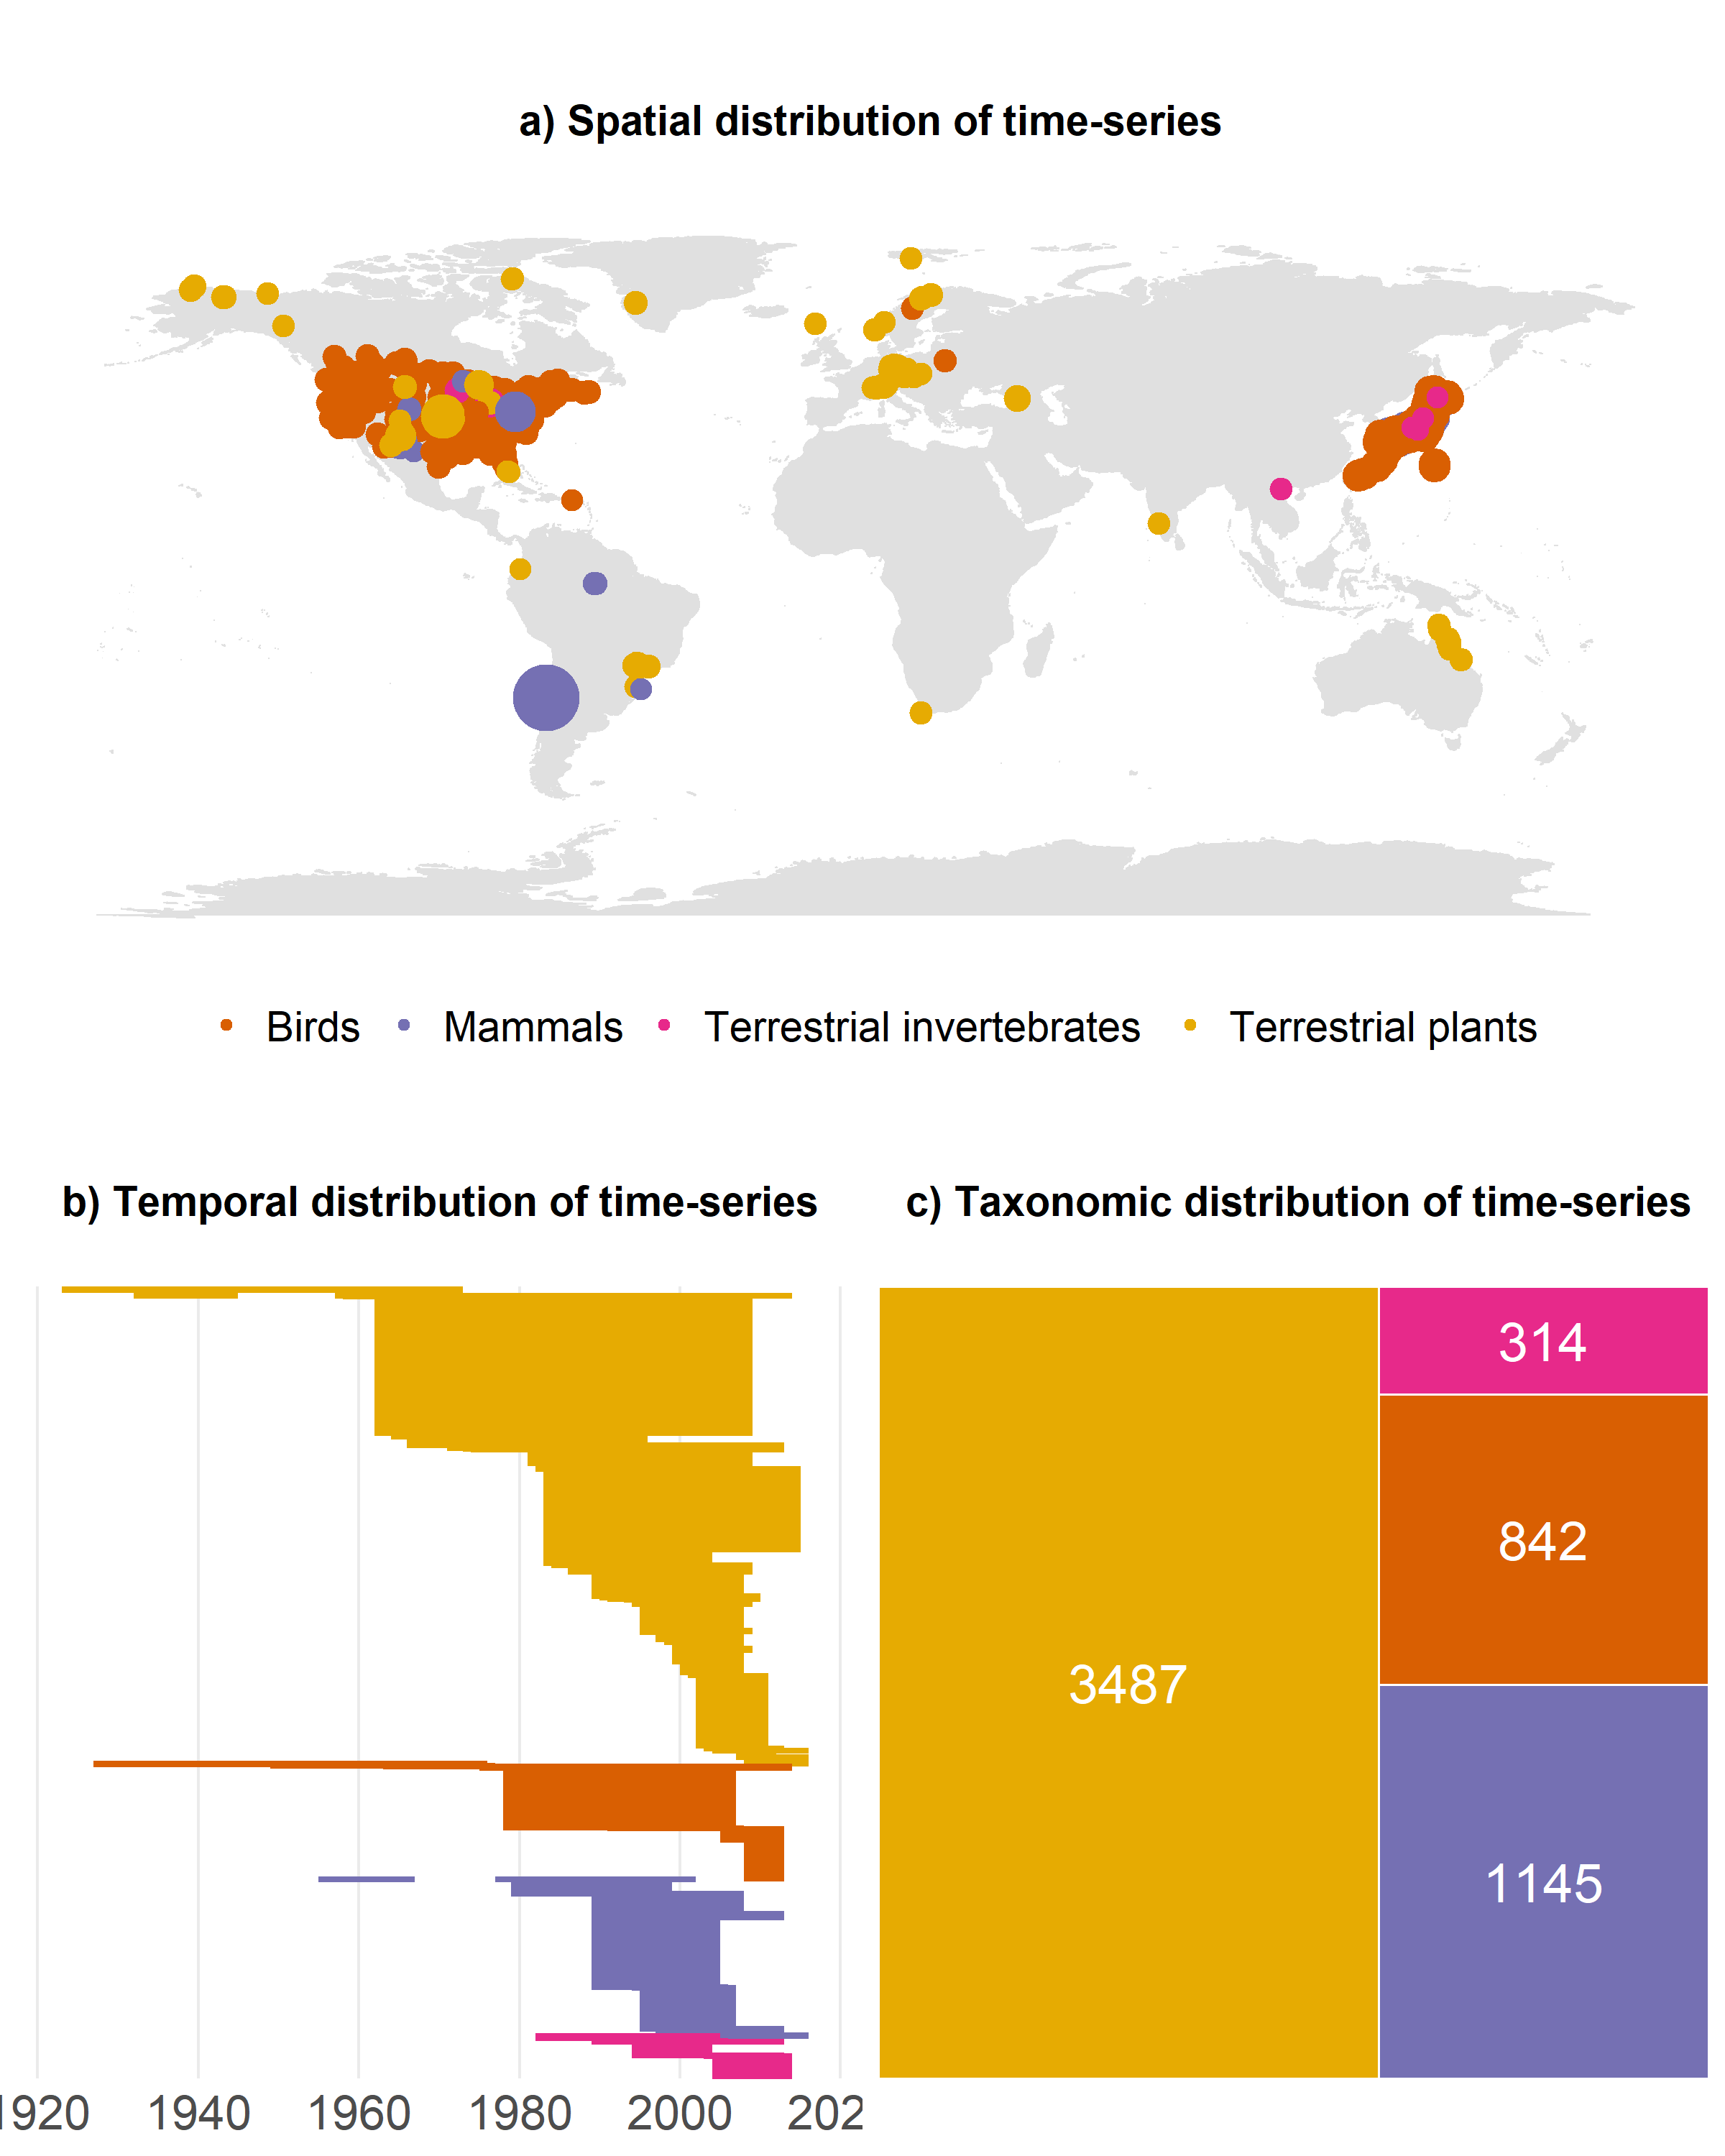 a) Spatial distribution of time-series
Birds Mammals Terrestrial invertebrates Terrestrial plants
b) Temporal distribution of time-series
c) Taxonomic distribution of time-series
314
842
3487
1145
1920 1940 1960 1980 2000 202